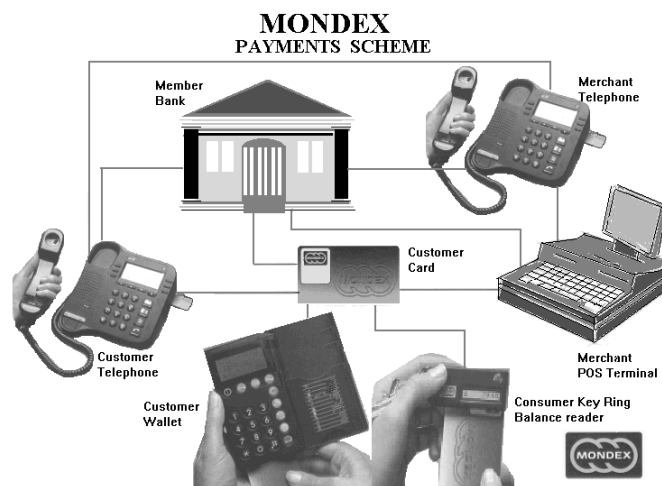 MONDEX
PAYMENTS SCHEME
Member
Bank
Merchant
Telephone
Customer
Card
Customer
Telephone
Merchant
POS Terminal
Customer
Wallet
Consumer Key Ring
Balance reader
MONDEX